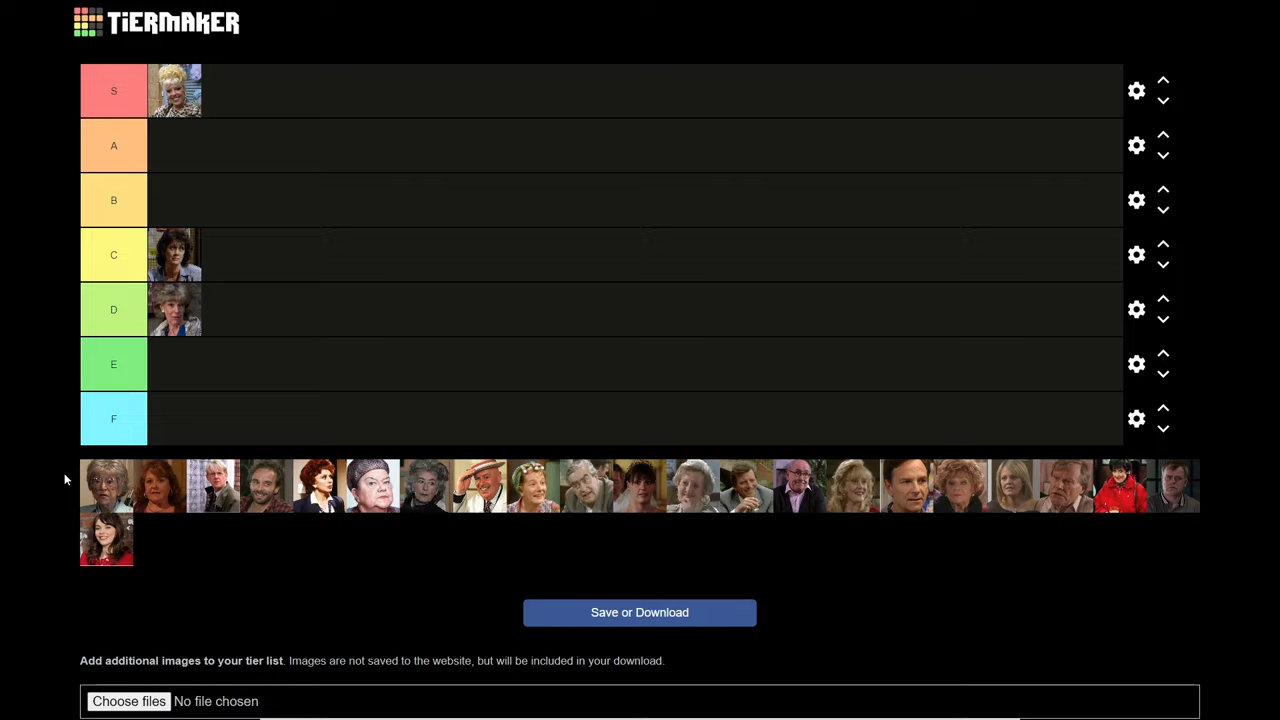 TiERMAKER
S
A
B
C
D
E
F
Save or Download
Add additional images to your tier list. Images are not saved to the website, but will be included in your download.
Choose files No file chosen